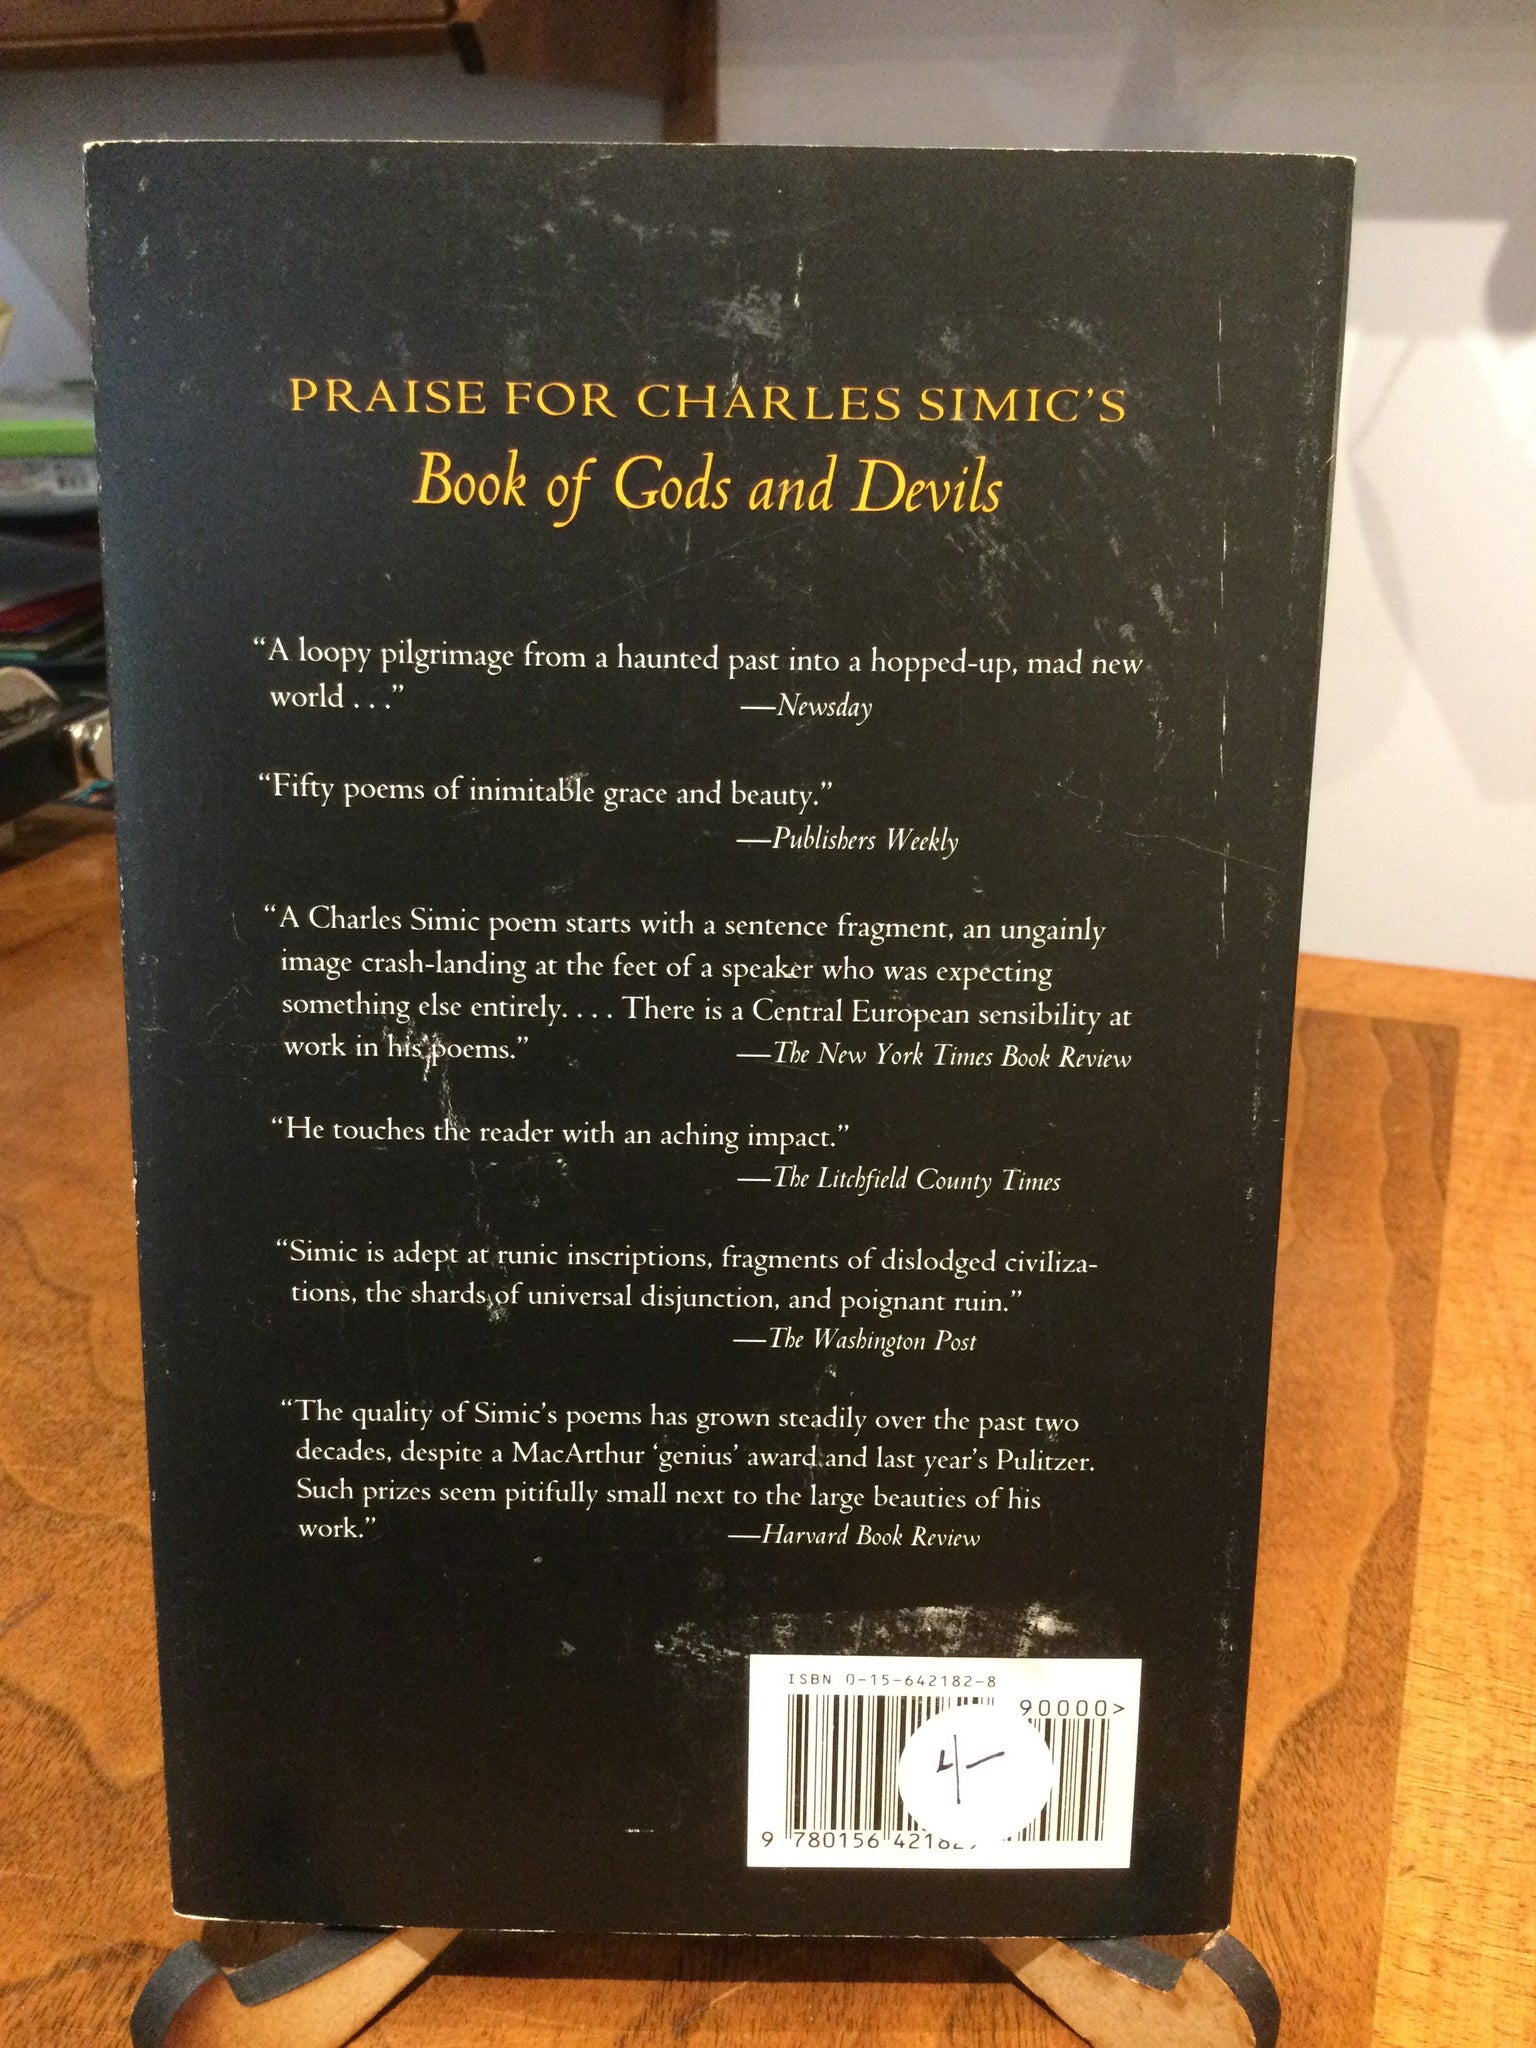 PRAISE FOR CHARLES SIMIC'S
Book of Gods and Devils
“A loopy pilgrimage from a haunted past into a hopped-up, mad new
world . . .”
—Newsday
“Fifty poems of inimitable grace and beauty.”
—Publishers Weekly
“A Charles Simic poem starts with a sentence fragment, an ungainly
image crash-landing at the feet of a speaker who was expecting
something else entirely. . . . There is a Central European sensibility at
work in his poems.”
—The New York Times Book Review
“He touches the reader with an aching impact.”
—The Litchfield County Times
“Simic is adept at runic inscriptions, fragments of dislodged civiliza-
tions, the shards of universal disjunction, and poignant ruin.”
—The Washington Post
“The quality of Simic's poems has grown steadily over the past two
decades, despite a MacArthur ‘genius’ award and last year's Pulitzer.
Such prizes seem pitifully small next to the large beauties of his
work.”
—Harvard Book Review
ISBN 0-15-642182-8
90000>
4/-
9 780156